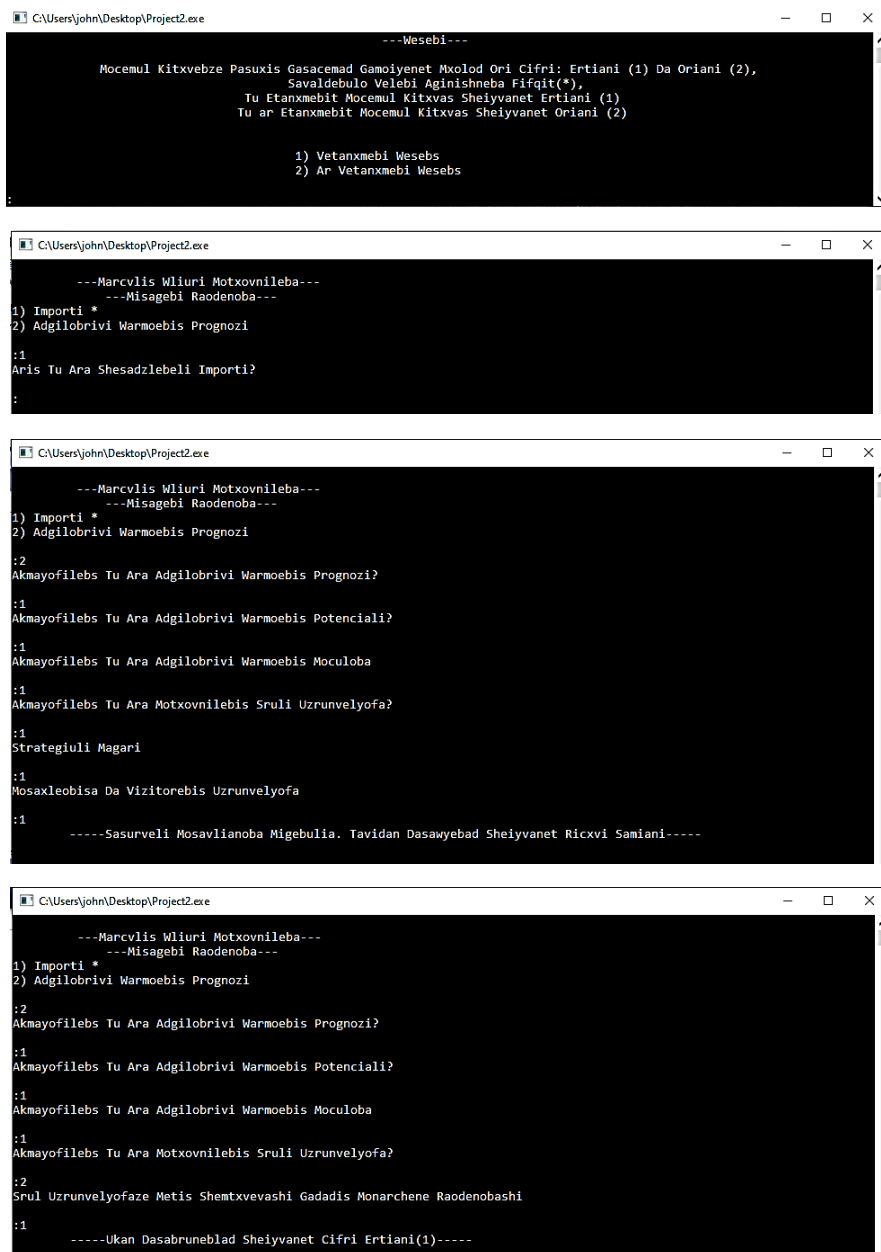 C:\Users\john\Desktop\Project2.exe
---Wesebi---
Mocemul Kitxvebze Pasuxis Gasacemad Gamoiyenet Mxolod Ori Cifri: Ertiani (1) Da Oriani (2),
Savaldebulo Velebi Aginishneba Fifqit(*),
Tu Etanxmebit Mocemul Kitxvas Sheiyvanet Ertiani (1)
Tu ar Etanxmebit Mocemul Kitxvas Sheiyvanet Oriani (2)
1) Vetanxmebi Wesebs
2) Ar Vetanxmebi Wesebs
:
C:\Users\john\Desktop\Project2.exe
---Marcvlis Wliuri Motxovnileba---
---Misagebi Raodenoba---
1) Importi *
2) Adgilobrivi Warmoebis Prognozi
:1
Aris Tu Ara Shesadzlebeli Importi?
:
C:\Users\john\Desktop\Project2.exe
---Marcvlis Wliuri Motxovnileba---
---Misagebi Raodenoba---
1) Importi *
2) Adgilobrivi Warmoebis Prognozi
:2
Akmayofilebs Tu Ara Adgilobrivi Warmoebis Prognozi?
:1
Akmayofilebs Tu Ara Adgilobrivi Warmoebis Potenciali?
:1
Akmayofilebs Tu Ara Adgilobrivi Warmoebis Moculoba
:1
Akmayofilebs Tu Ara Motxovnilebis Sruli Uzrunvelyofa?
:1
Strategiuli Magari
:1
Mosaxleobisa Da Vizitorebis Uzrunvelyofa
:1
-----Sasurveli Mosavlianoba Migebulia. Tavidan Dasawyebad Sheiyvanet Ricxvi Samiani-----
C:\Users\john\Desktop\Project2.exe
---Marcvlis Wliuri Motxovnileba---
---Misagebi Raodenoba---
1) Importi *
2) Adgilobrivi Warmoebis Prognozi
:2
Akmayofilebs Tu Ara Adgilobrivi Warmoebis Prognozi?
:1
Akmayofilebs Tu Ara Adgilobrivi Warmoebis Potenciali?
:1
Akmayofilebs Tu Ara Adgilobrivi Warmoebis Moculoba
:1
Akmayofilebs Tu Ara Motxovnilebis Sruli Uzrunvelyofa?
:2
Srul Uzrunvelyofaze Metis Shemtxvevashi Gadadis Monarchene Raodenobashi
:1
-----Ukan Dasabruneblad Sheiyvanet Cifri Ertiani(1)-----